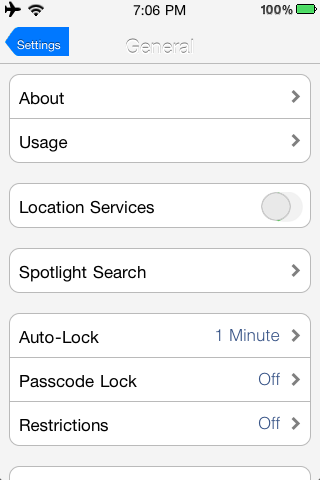 7:06 PM 100%
Settings General
About
Usage
Location Services
Spotlight Search
Auto-Lock 1 Minute
Passcode Lock Off
Restrictions Off